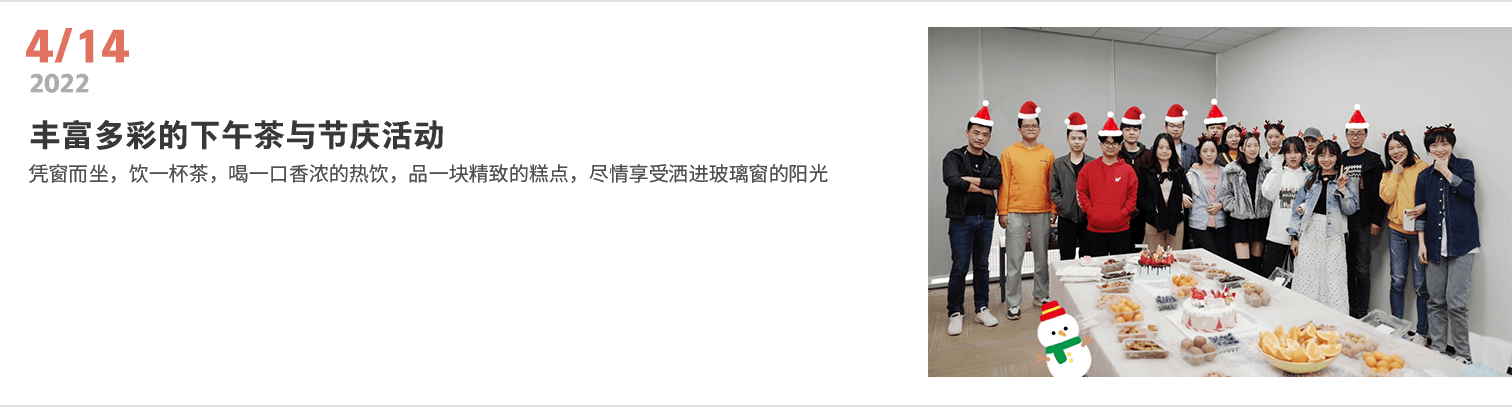 4/14
2022
丰富多彩的下午茶与节庆活动
凭窗而坐，饮一杯茶，喝一口香浓的热饮，品一块精致的糕点，尽情享受洒进玻璃窗的阳光